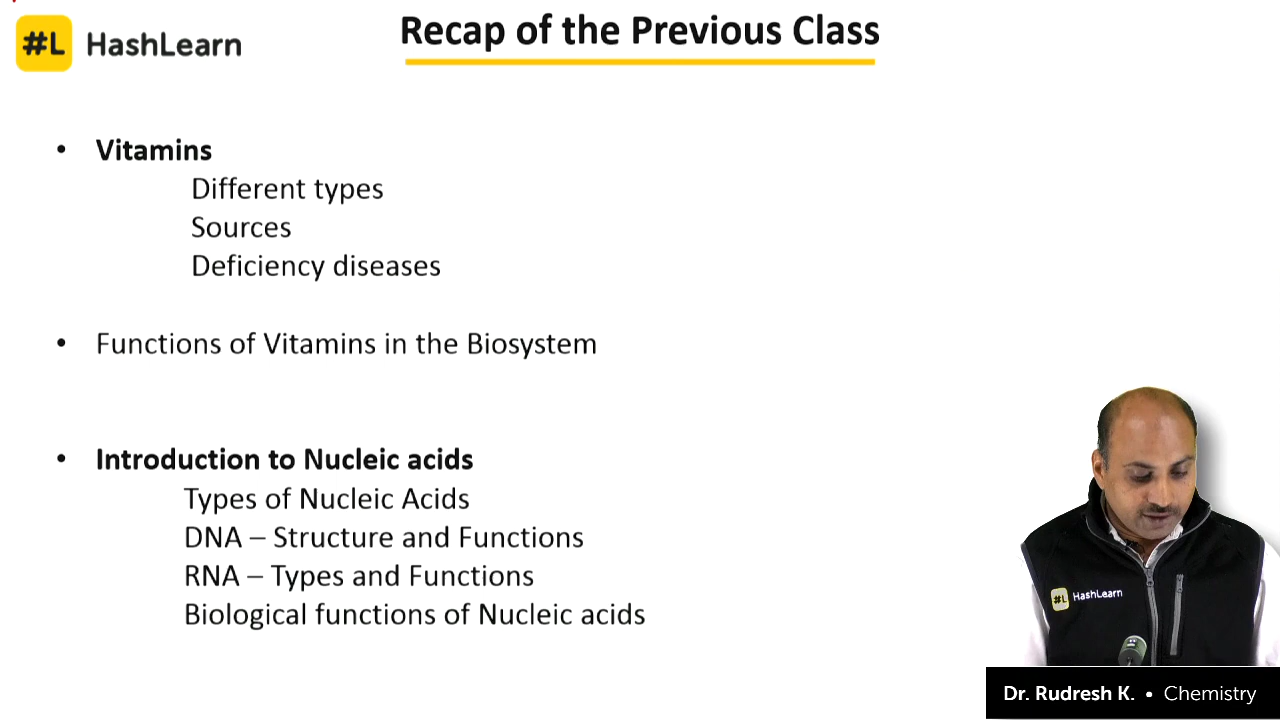 #L HashLearn
Recap of the Previous Class
• Vitamins
Different types
Sources
Deficiency diseases
• Functions of Vitamins in the Biosystem
• Introduction to Nucleic acids
Types of Nucleic Acids
DNA – Structure and Functions
RNA – Types and Functions
Biological functions of Nucleic acids
#L HashLearn
Dr. Rudresh K. • Chemistry